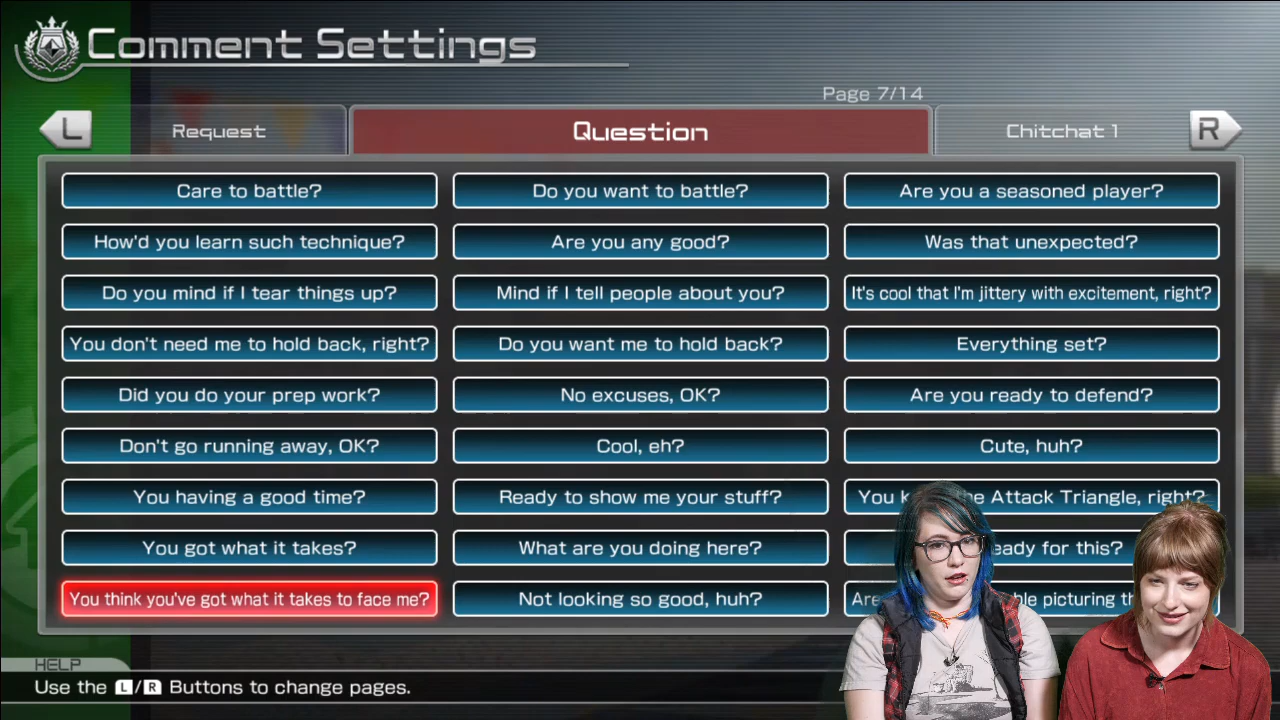 Comment Settings
Page 7/14
L Request Question Chitchat 1 R
Care to battle? Do you want to battle? Are you a seasoned player?
How'd you learn such technique? Are you any good? Was that unexpected?
Do you mind if I tear things up? Mind if I tell people about you? It's cool that I'm jittery with excitement, right?
You don't need me to hold back, right? Do you want me to hold back? Everything set?
Did you do your prep work? No excuses, OK? Are you ready to defend?
Don't go running away, OK? Cool, eh? Cute, huh?
You having a good time? Ready to show me your stuff? You Attack Triangle, right?
You got what it takes? What are you doing here? for this?
You think you've got what it takes to face me? Not looking so good, huh? Are picturing
HELP
Use the L/R Buttons to change pages.